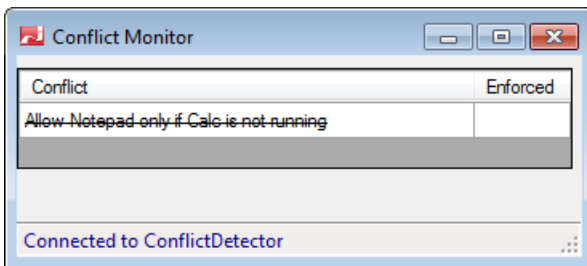 Conflict Monitor
Conflict Enforced
Allow Notepad only if Calc is not running
Connected to ConflictDetector